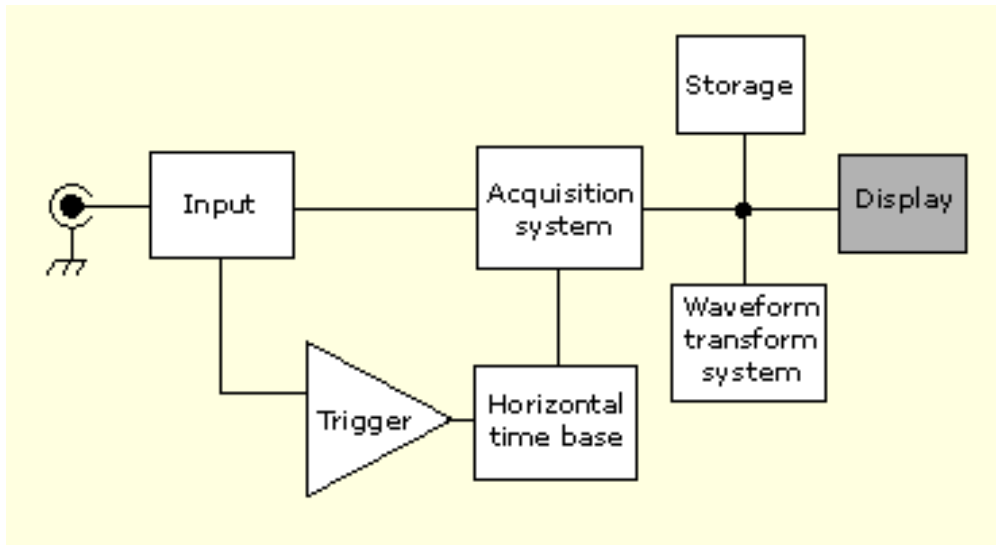 Storage
Input
Acquisition
system
Display
Waveform
transform
system
Trigger
Horizontal
time base